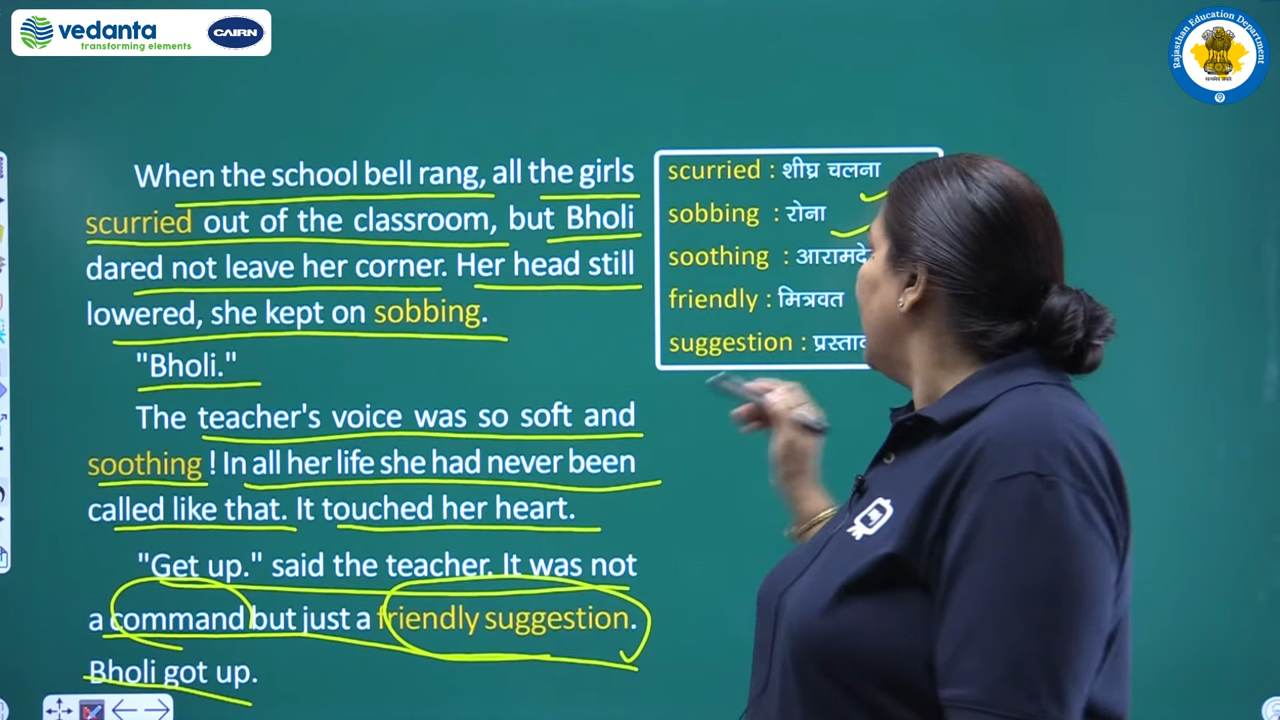 vedanta
transforming elements
CAIRN
Rajasthan Education Department
When the school bell rang, all the girls
scurried out of the classroom, but Bholi
dared not leave her corner. Her head still
lowered, she kept on sobbing.
"Bholi."
The teacher's voice was so soft and
soothing ! In all her life she had never been
called like that. It touched her heart.
"Get up." said the teacher. It was not
a command but just a friendly suggestion.
Bholi got up.
scurried : शीघ्र चलना
sobbing : रोना
soothing :
friendly : मित्रवत
suggestion :